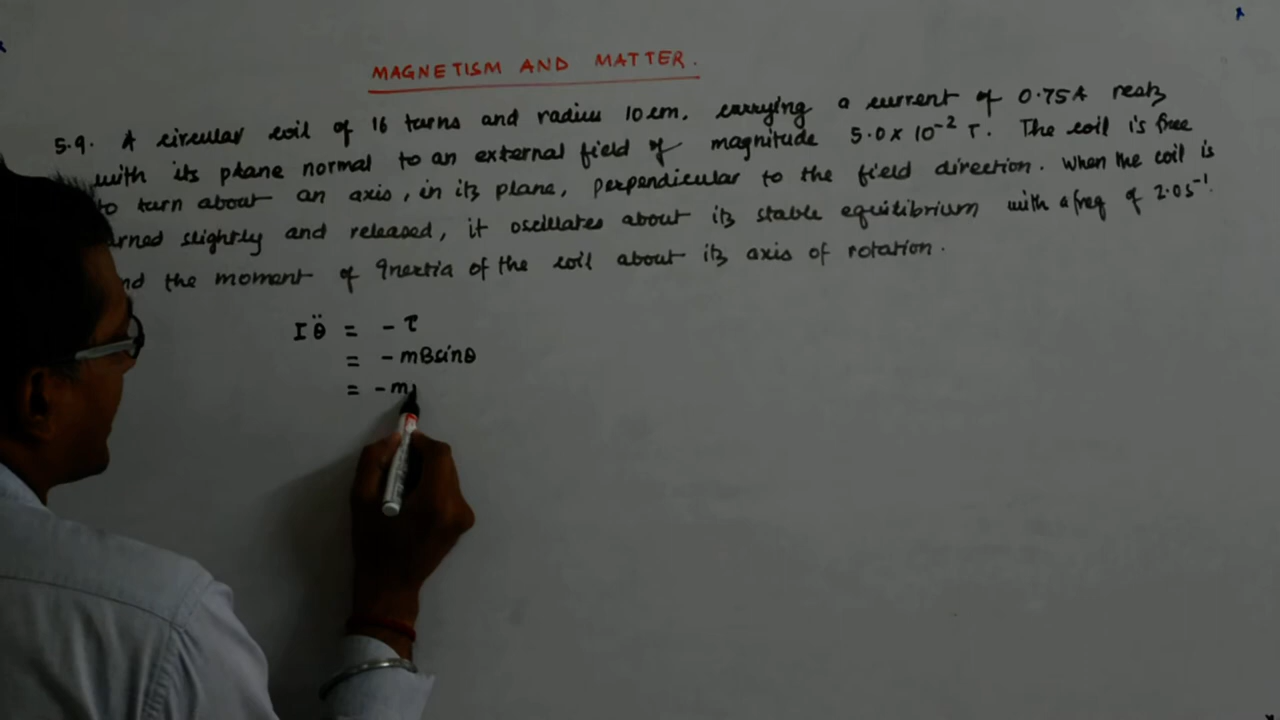 MAGNETISM AND MATTER.
5.9. A circular coil of 16 turns and radius 10 cm, carrying a current of 0.75A rests
with its plane normal to an external field of magnitude 5.0 x 10⁻² T. The coil is free
to turn about an axis, in its plane, perpendicular to the field direction. When the coil is
rned slightly and released, it oscillates about its stable equilibrium with a freq of 2.0 s⁻¹.
nd the moment of Inertia of the coil about its axis of rotation.
I θ̈ = - τ
= - mBsinθ
= - m